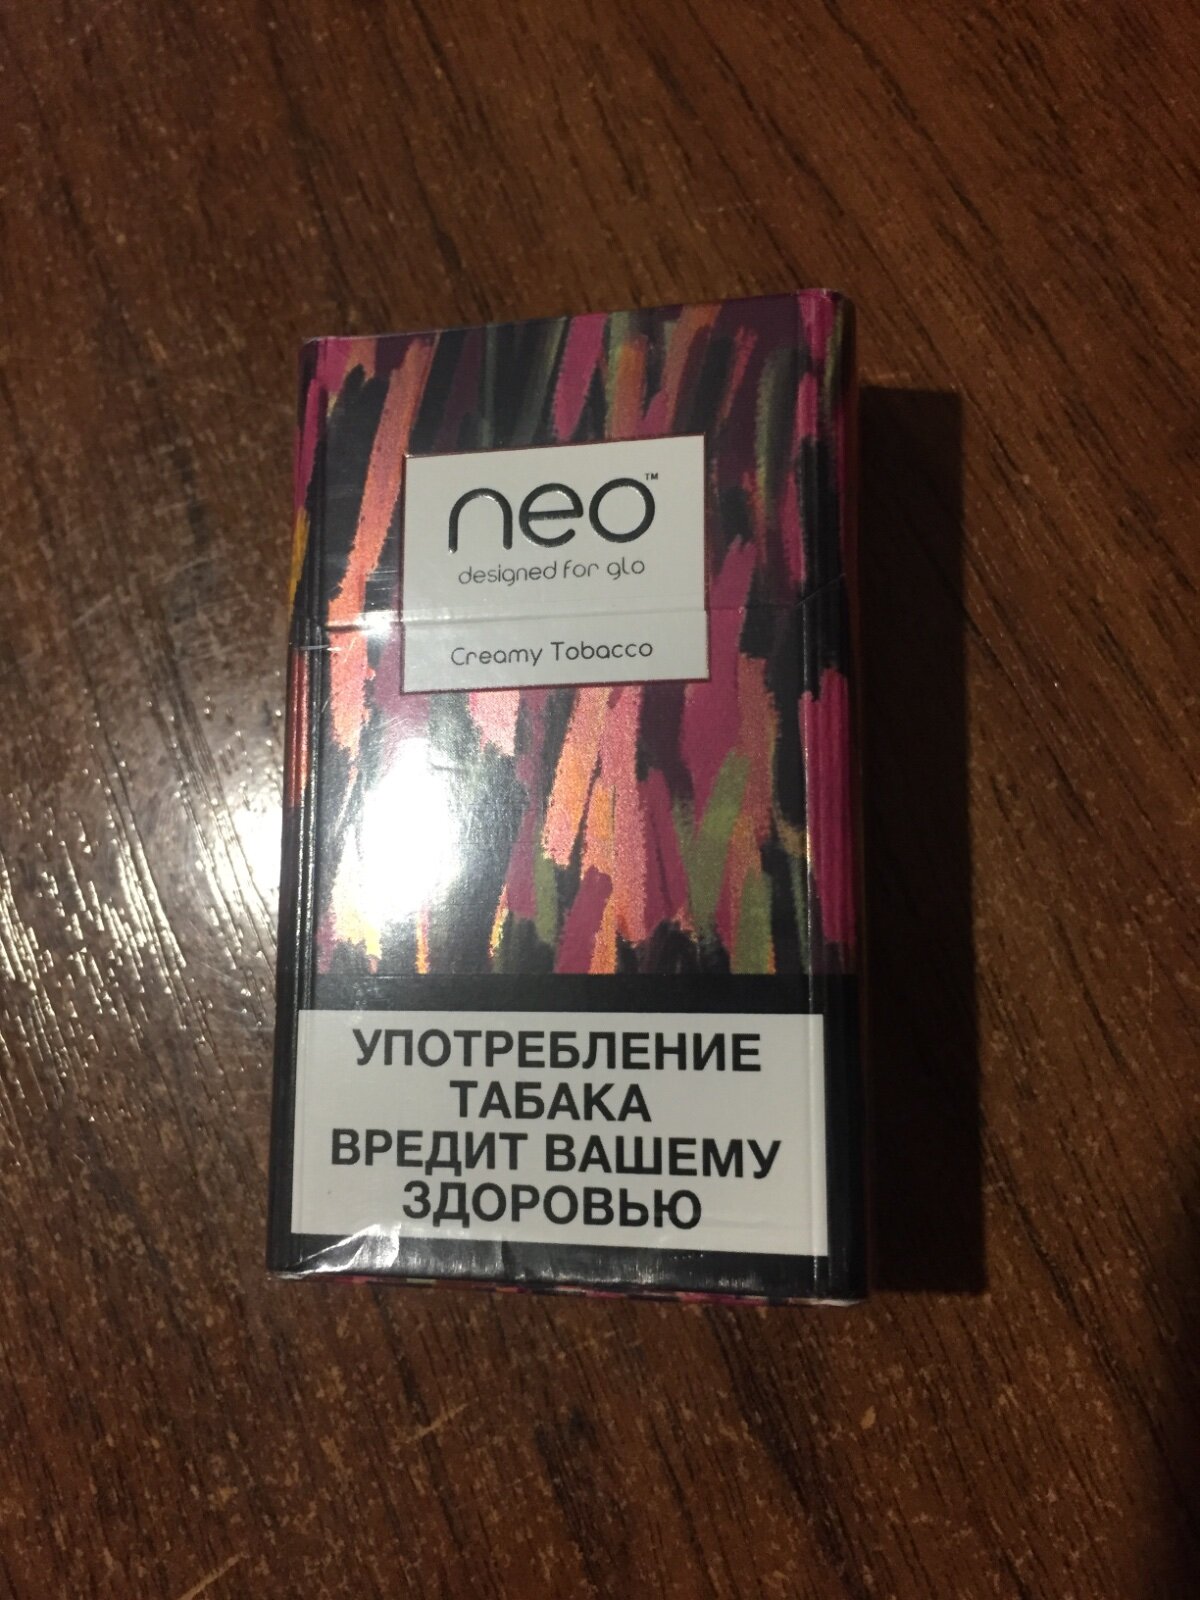 neo™
designed for glo
Creamy Tobacco
УПОТРЕБЛЕНИЕ
ТАБАКА
ВРЕДИТ ВАШЕМУ
ЗДОРОВЬЮ